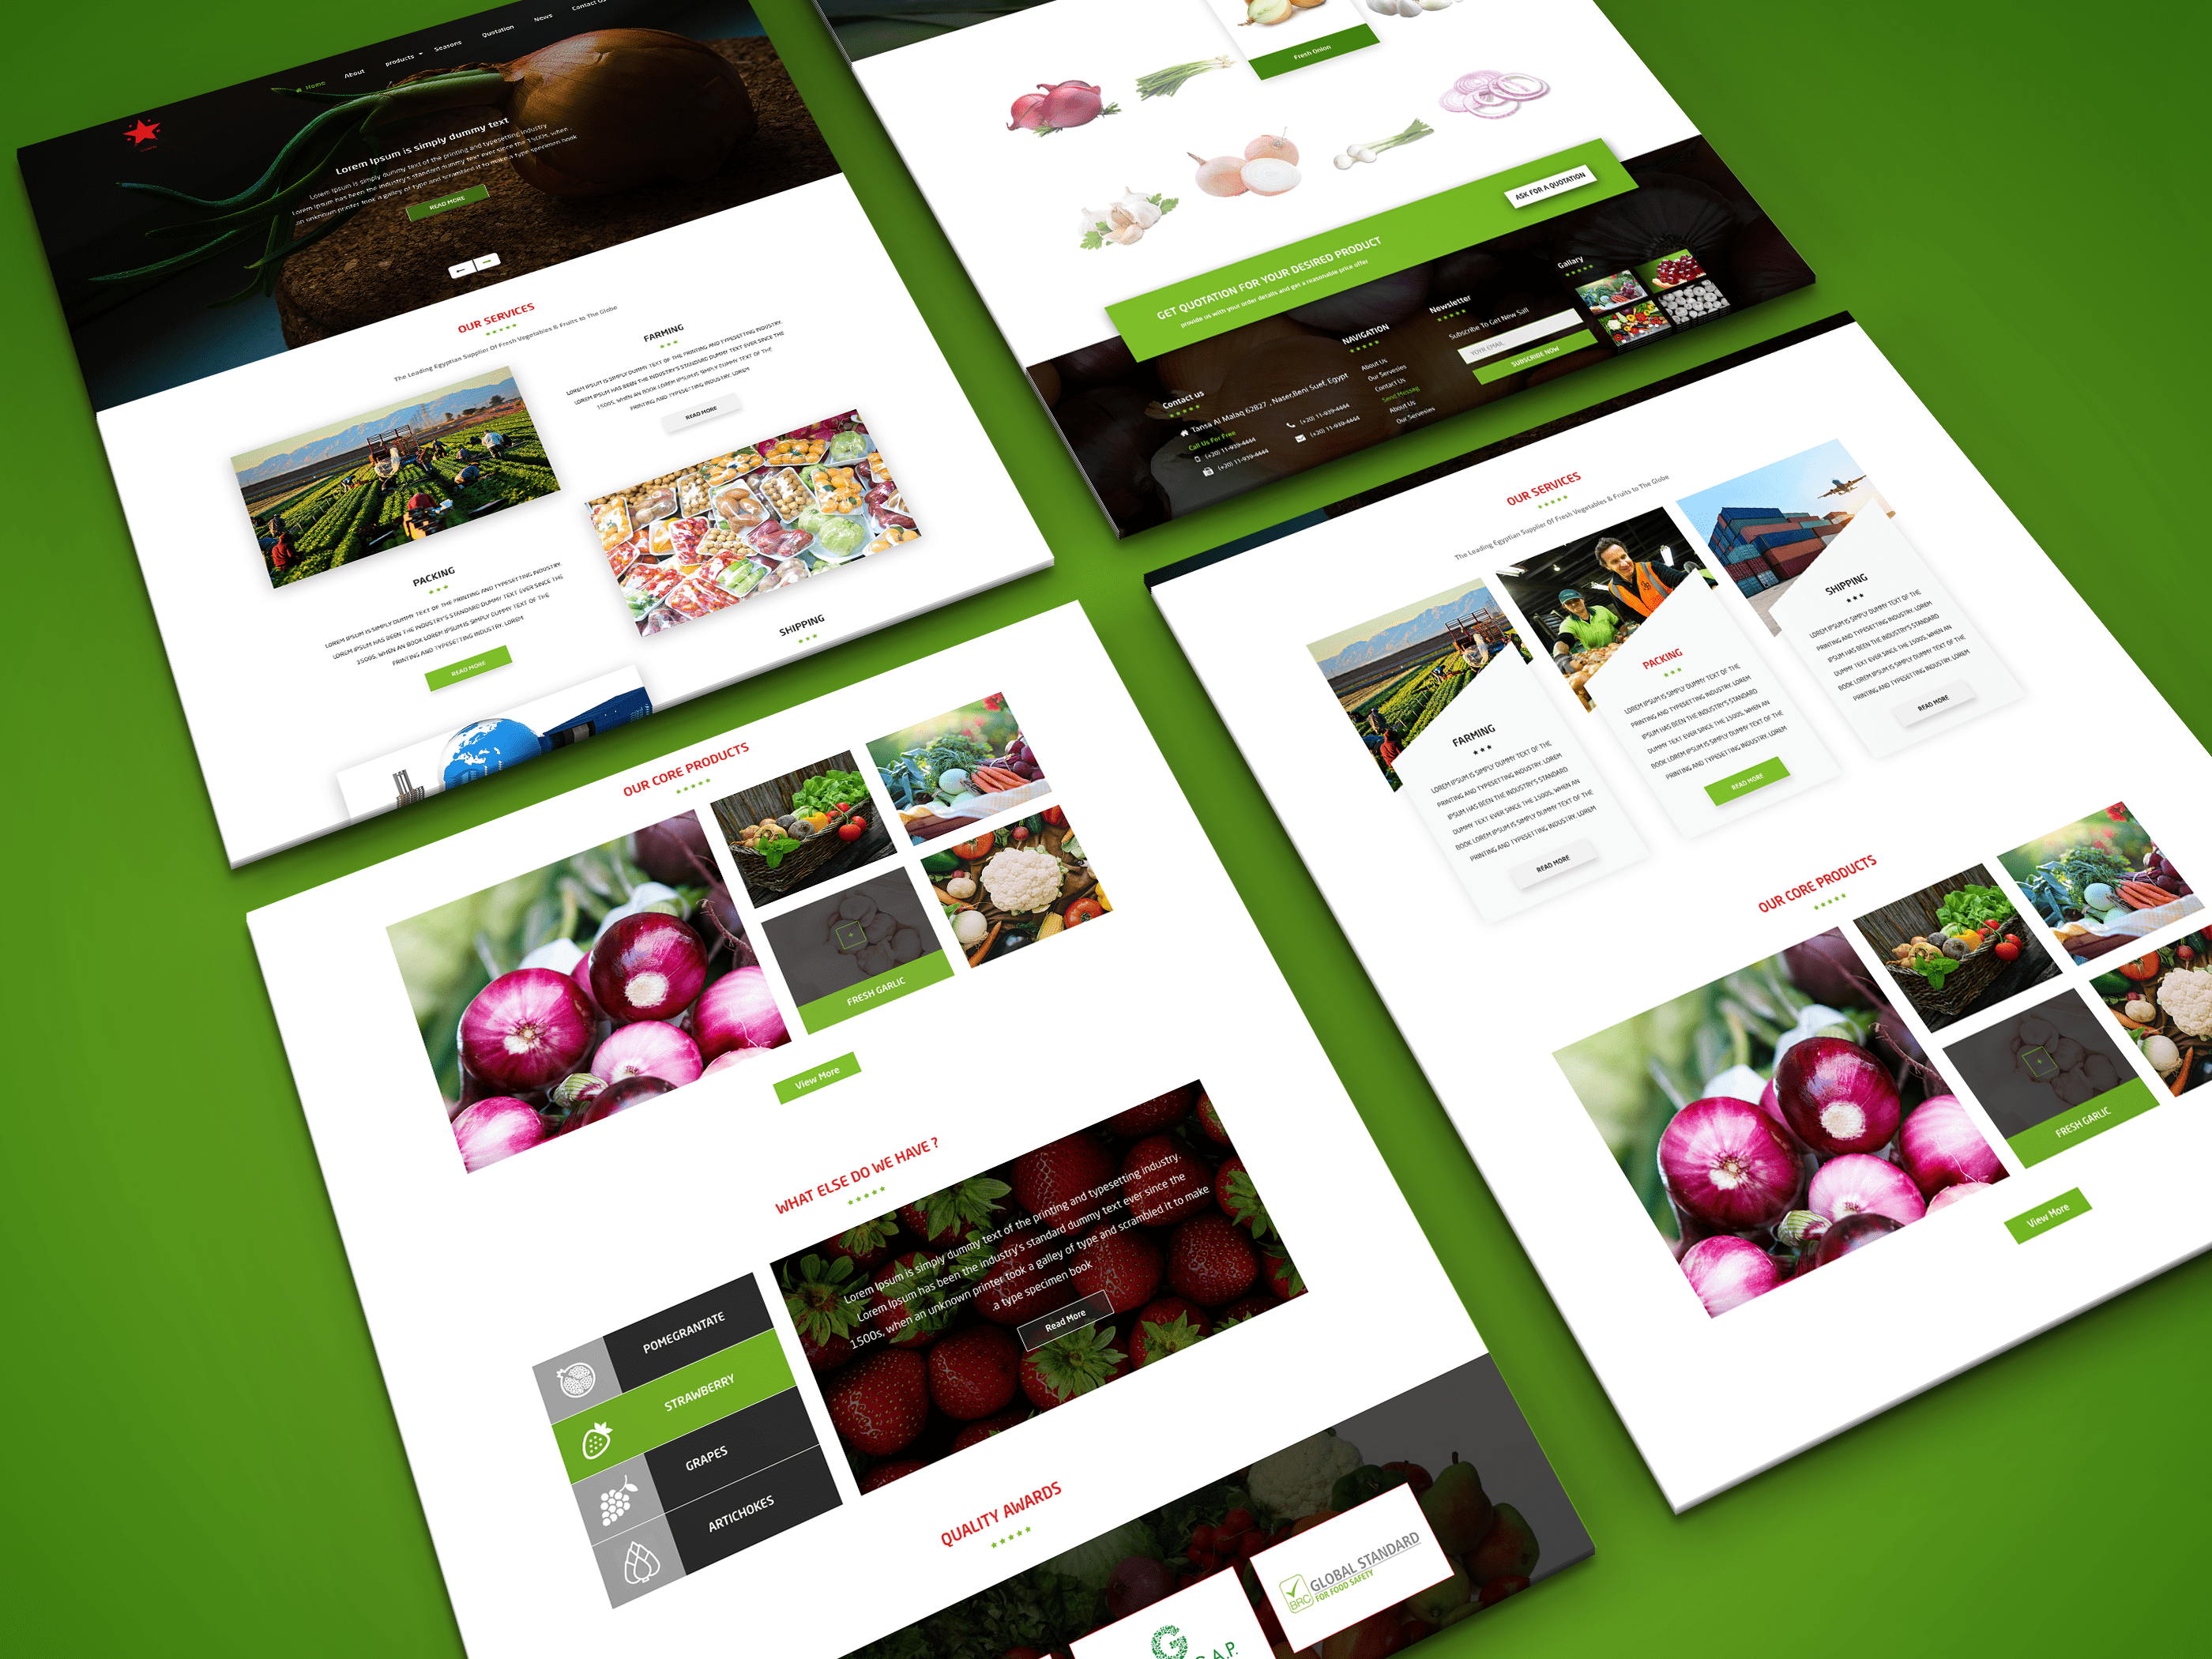 Home
About
products
Seasons
Quotation
News
Contact Us
Lorem Ipsum is simply dummy text
Lorem Ipsum is simply dummy text of the printing and typesetting industry
Lorem Ipsum has been the industry's standard dummy text ever since the 1500s, when
an unknown printer took a galley of type and scrambled it to make a type specimen book
READ MORE
OUR SERVICES
The Leading Egyptian Supplier Of Fresh Vegetables & Fruits to The Globe
FARMING
LOREM IPSUM IS SIMPLY DUMMY TEXT OF THE PRINTING AND TYPESETTING INDUSTRY.
LOREM IPSUM HAS BEEN THE INDUSTRY'S STANDARD DUMMY TEXT EVER SINCE THE
1500S, WHEN AN BOOK LOREM IPSUM IS SIMPLY DUMMY TEXT OF THE
PRINTING AND TYPESETTING INDUSTRY. LOREM
READ MORE
PACKING
LOREM IPSUM IS SIMPLY DUMMY TEXT OF THE PRINTING AND TYPESETTING INDUSTRY.
LOREM IPSUM HAS BEEN THE INDUSTRY'S STANDARD DUMMY TEXT EVER SINCE THE
1500S, WHEN AN BOOK LOREM IPSUM IS SIMPLY DUMMY TEXT OF THE
PRINTING AND TYPESETTING INDUSTRY. LOREM
READ MORE
SHIPPING
Fresh Onion
GET QUOTATION FOR YOUR DESIRED PRODUCT
provide us with your order details and get a reasonable price offer
ASK FOR A QUOTATION
Contact us
Tansa Al Malaq 62827 , Naser,Beni Suef, Egypt
Call Us For Free
(+20) 11-939-4444
(+20) 11-939-4444
(+20) 11-939-4444
(+20) 11-939-4444
NAVIGATION
About Us
Our Servesies
Contact Us
Send Messag
About Us
Our Servesies
Newsletter
Subscribe To Get New Sall
YOYR EMAIL
SUBSCRIBE NOW
Gallary
OUR SERVICES
The Leading Egyptian Supplier Of Fresh Vegetables & Fruits to The Globe
FARMING
LOREM IPSUM IS SIMPLY DUMMY TEXT OF THE
PRINTING AND TYPESETTING INDUSTRY. LOREM
IPSUM HAS BEEN THE INDUSTRY'S STANDARD
DUMMY TEXT EVER SINCE THE 1500S, WHEN AN
BOOK LOREM IPSUM IS SIMPLY DUMMY TEXT OF THE
PRINTING AND TYPESETTING INDUSTRY. LOREM
READ MORE
PACKING
LOREM IPSUM IS SIMPLY DUMMY TEXT OF THE
PRINTING AND TYPESETTING INDUSTRY. LOREM
IPSUM HAS BEEN THE INDUSTRY'S STANDARD
DUMMY TEXT EVER SINCE THE 1500S, WHEN AN
BOOK LOREM IPSUM IS SIMPLY DUMMY TEXT OF THE
PRINTING AND TYPESETTING INDUSTRY. LOREM
READ MORE
SHIPPING
LOREM IPSUM IS SIMPLY DUMMY TEXT OF THE
PRINTING AND TYPESETTING INDUSTRY. LOREM
IPSUM HAS BEEN THE INDUSTRY'S STANDARD
DUMMY TEXT EVER SINCE THE 1500S, WHEN AN
BOOK LOREM IPSUM IS SIMPLY DUMMY TEXT OF THE
PRINTING AND TYPESETTING INDUSTRY. LOREM
READ MORE
OUR CORE PRODUCTS
FRESH GARLIC
View More
OUR CORE PRODUCTS
FRESH GARLIC
View More
WHAT ELSE DO WE HAVE ?
POMEGRANTATE
STRAWBERRY
GRAPES
ARTICHOKES
Lorem Ipsum is simply dummy text of the printing and typesetting industry.
Lorem Ipsum has been the industry's standard dummy text ever since the
1500s, when an unknown printer took a galley of type and scrambled it to make
.a type specimen book
Read More
QUALITY AWARDS
BRC
GLOBAL STANDARD
FOR FOOD SAFETY
G
A.P.